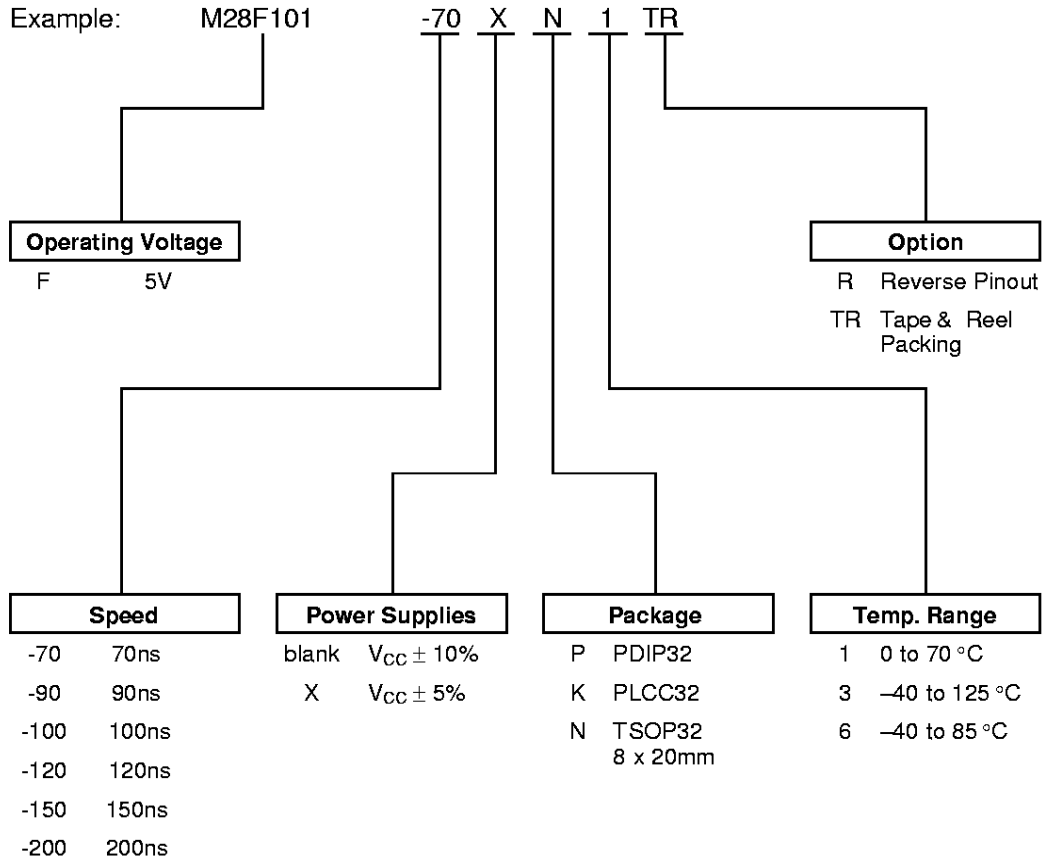 Example: M28F101 -70 X N 1 TR
Operating Voltage
F 5V
Option
R Reverse Pinout
TR Tape & Reel
Packing
Speed
-70 70ns
-90 90ns
-100 100ns
-120 120ns
-150 150ns
-200 200ns
Power Supplies
blank VCC ± 10%
X VCC ± 5%
Package
P PDIP32
K PLCC32
N TSOP32
8 x 20mm
Temp. Range
1 0 to 70 °C
3 –40 to 125 °C
6 –40 to 85 °C